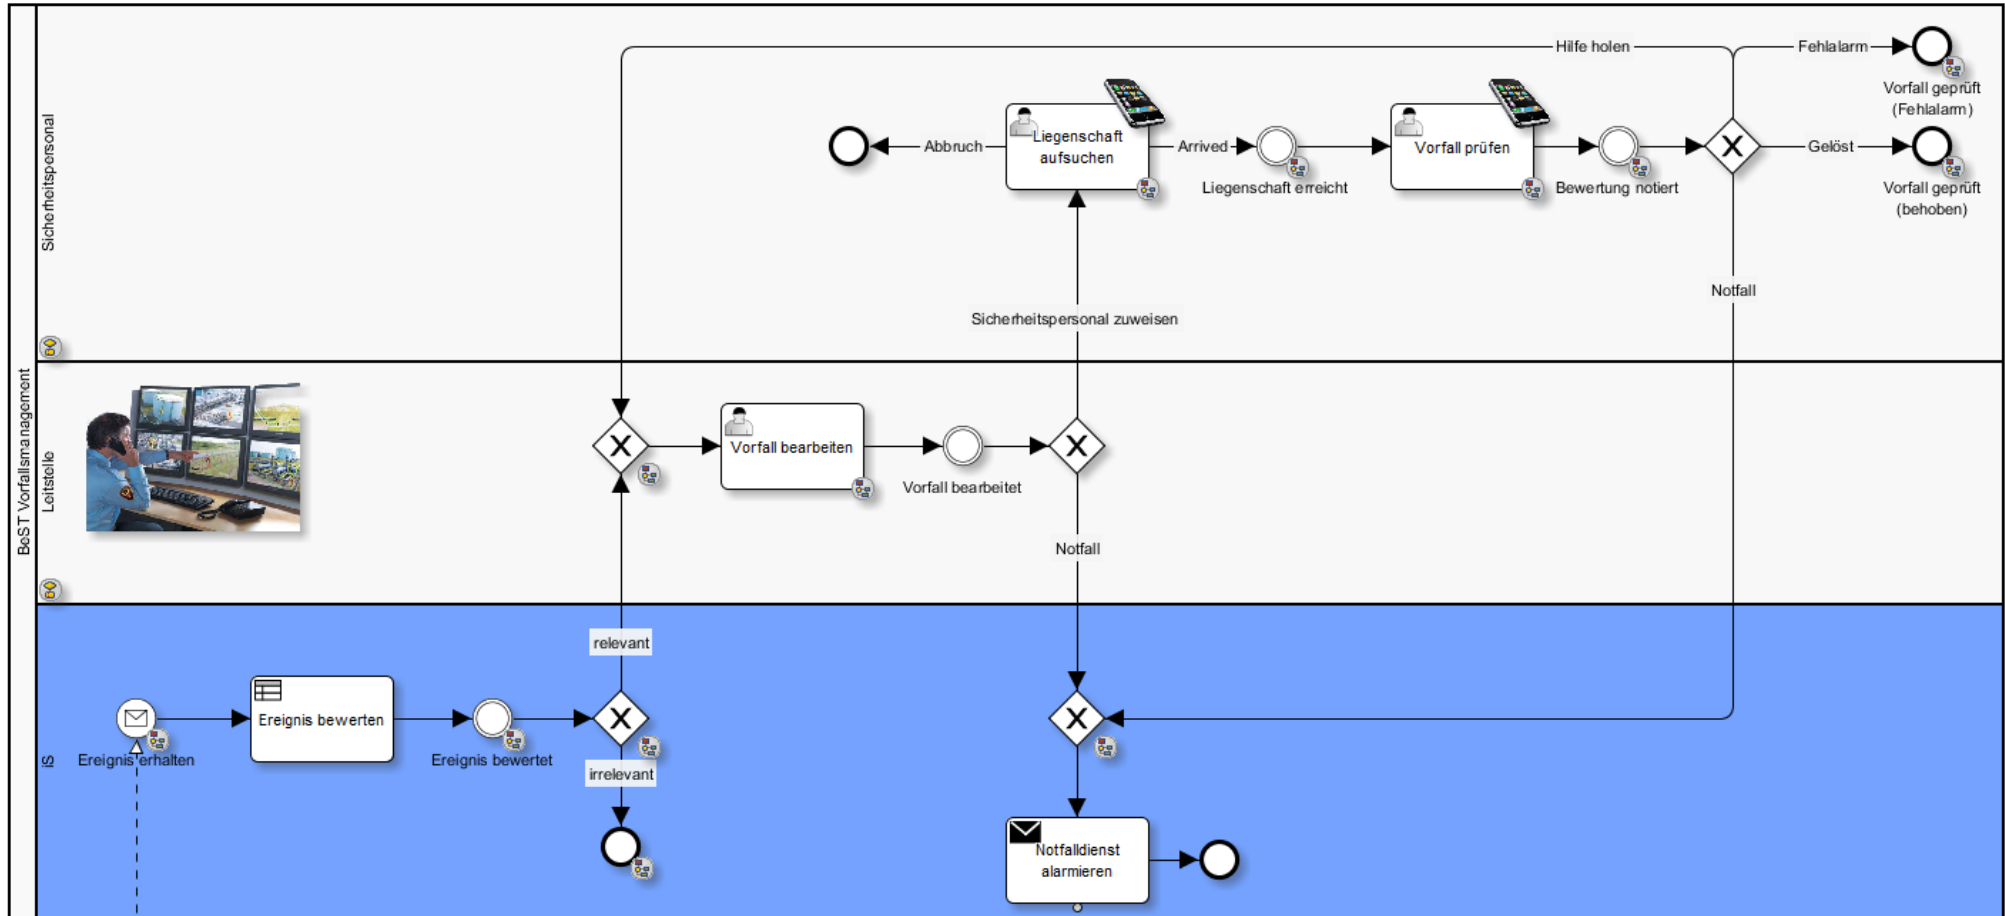 BeST Vorfallsmanagement
Sicherheitspersonal
Hilfe holen
Fehlalarm
Vorfall geprüft
(Fehlalarm)
Abbruch
Liegenschaft
aufsuchen
Arrived
Liegenschaft erreicht
Vorfall prüfen
Bewertung notiert
X
Gelöst
Vorfall geprüft
(behoben)
Notfall
Sicherheitspersonal zuweisen
Leitstelle
X
Vorfall bearbeiten
Vorfall bearbeitet
X
Notfall
iS
relevant
Ereignis erhalten
Ereignis bewerten
Ereignis bewertet
X
irrelevant
X
Notfalldienst
alarmieren